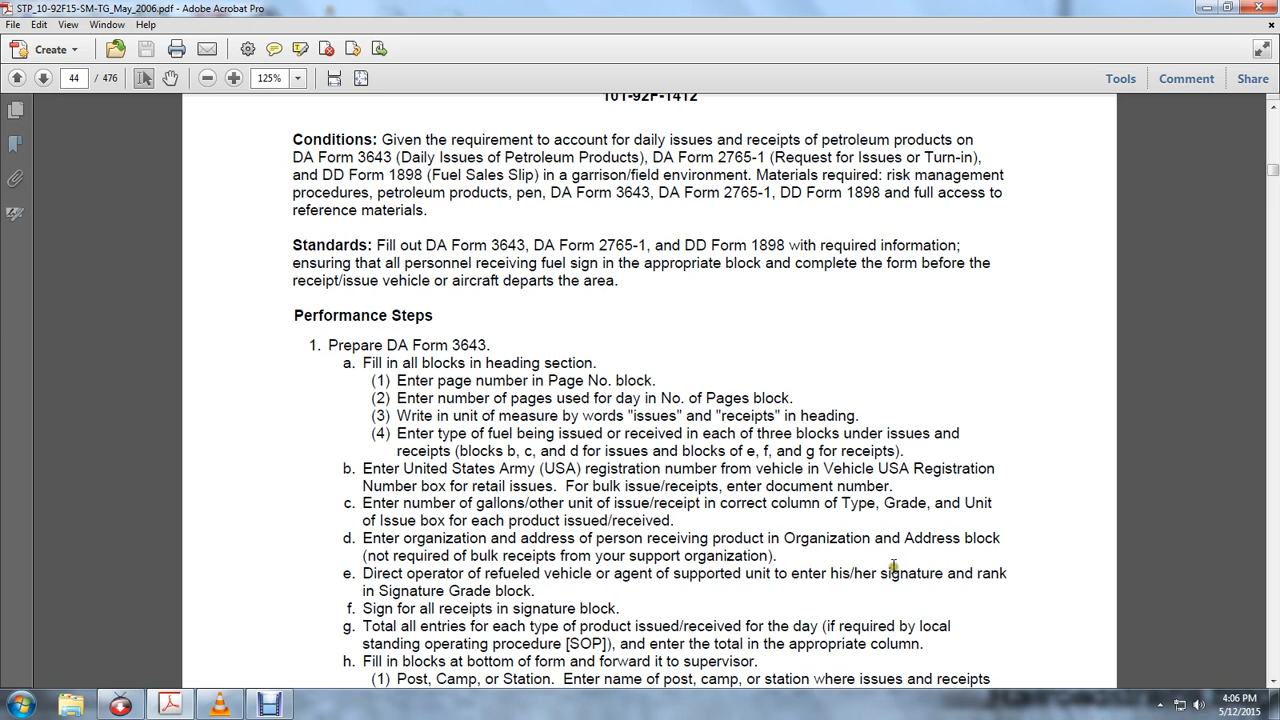 STP_10-92F15-SM-TG_May_2006.pdf - Adobe Acrobat Pro
File Edit View Window Help
Create
44 / 476 125% Tools Comment Share
101-92F-1412
Conditions: Given the requirement to account for daily issues and receipts of petroleum products on
DA Form 3643 (Daily Issues of Petroleum Products), DA Form 2765-1 (Request for Issues or Turn-in),
and DD Form 1898 (Fuel Sales Slip) in a garrison/field environment. Materials required: risk management
procedures, petroleum products, pen, DA Form 3643, DA Form 2765-1, DD Form 1898 and full access to
reference materials.
Standards: Fill out DA Form 3643, DA Form 2765-1, and DD Form 1898 with required information;
ensuring that all personnel receiving fuel sign in the appropriate block and complete the form before the
receipt/issue vehicle or aircraft departs the area.
Performance Steps
1. Prepare DA Form 3643.
a. Fill in all blocks in heading section.
(1) Enter page number in Page No. block.
(2) Enter number of pages used for day in No. of Pages block.
(3) Write in unit of measure by words "issues" and "receipts" in heading.
(4) Enter type of fuel being issued or received in each of three blocks under issues and
receipts (blocks b, c, and d for issues and blocks of e, f, and g for receipts).
b. Enter United States Army (USA) registration number from vehicle in Vehicle USA Registration
Number box for retail issues. For bulk issue/receipts, enter document number.
c. Enter number of gallons/other unit of issue/receipt in correct column of Type, Grade, and Unit
of Issue box for each product issued/received.
d. Enter organization and address of person receiving product in Organization and Address block
(not required of bulk receipts from your support organization).
e. Direct operator of refueled vehicle or agent of supported unit to enter his/her signature and rank
in Signature Grade block.
f. Sign for all receipts in signature block.
g. Total all entries for each type of product issued/received for the day (if required by local
standing operating procedure [SOP]), and enter the total in the appropriate column.
h. Fill in blocks at bottom of form and forward it to supervisor.
(1) Post, Camp, or Station. Enter name of post, camp, or station where issues and receipts
4:06 PM
5/12/2015